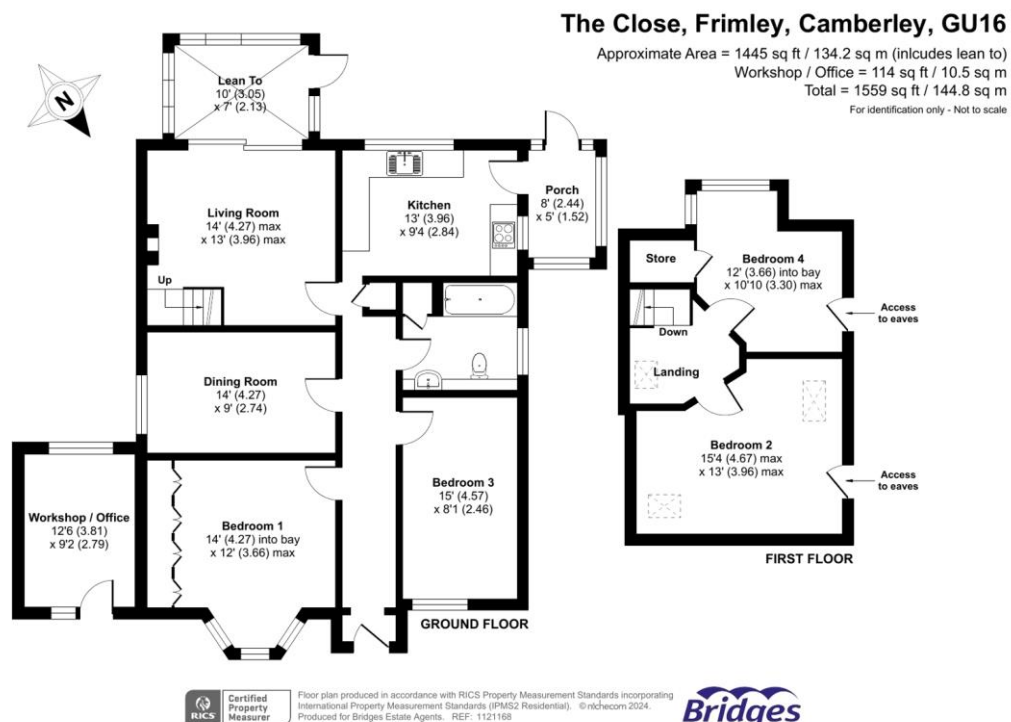 The Close, Frimley, Camberley, GU16
Approximate Area = 1445 sq ft / 134.2 sq m (inlcudes lean to)
Workshop / Office = 114 sq ft / 10.5 sq m
Total = 1559 sq ft / 144.8 sq m
For identification only - Not to scale
N
Lean To
10' (3.05)
x 7' (2.13)
Living Room
14' (4.27) max
x 13' (3.96) max
Up
Kitchen
13' (3.96)
x 9'4 (2.84)
Porch
8' (2.44)
x 5' (1.52)
Dining Room
14' (4.27)
x 9' (2.74)
Workshop / Office
12'6 (3.81)
x 9'2 (2.79)
Bedroom 1
14' (4.27) into bay
x 12' (3.66) max
Bedroom 3
15' (4.57)
x 8'1 (2.46)
GROUND FLOOR
Store
Bedroom 4
12' (3.66) into bay
x 10'10 (3.30) max
Access
to eaves
Down
Landing
Bedroom 2
15'4 (4.67) max
x 13' (3.96) max
Access
to eaves
FIRST FLOOR
RICS
Certified
Property
Measurer
Floor plan produced in accordance with RICS Property Measurement Standards incorporating
International Property Measurement Standards (IPMS2 Residential). © nichecom 2024.
Produced for Bridges Estate Agents. REF: 1121168
Bridges